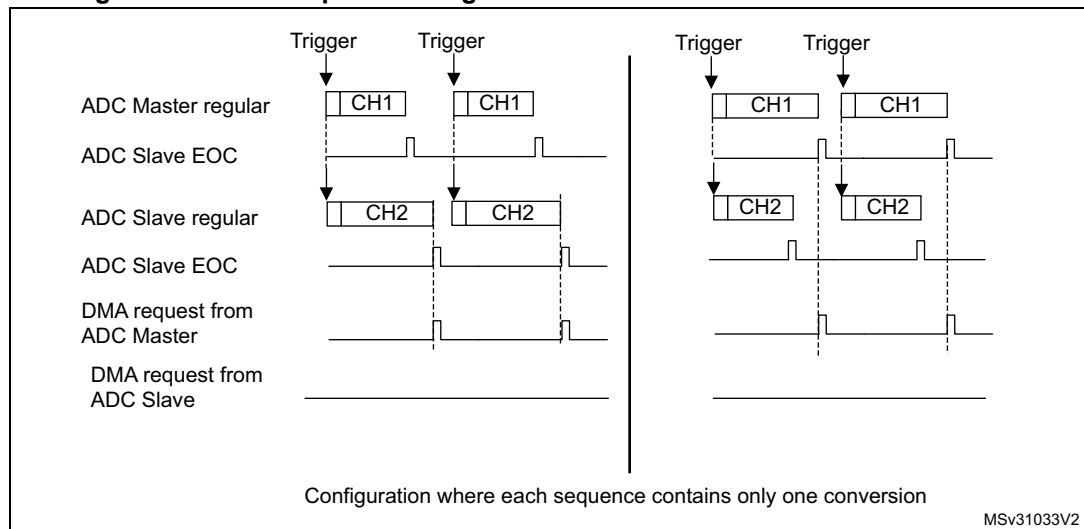 Trigger Trigger Trigger Trigger
ADC Master regular CH1 CH1 CH1 CH1
ADC Slave EOC
ADC Slave regular CH2 CH2 CH2 CH2
ADC Slave EOC
DMA request from
ADC Master
DMA request from
ADC Slave
Configuration where each sequence contains only one conversion
MSv31033V2